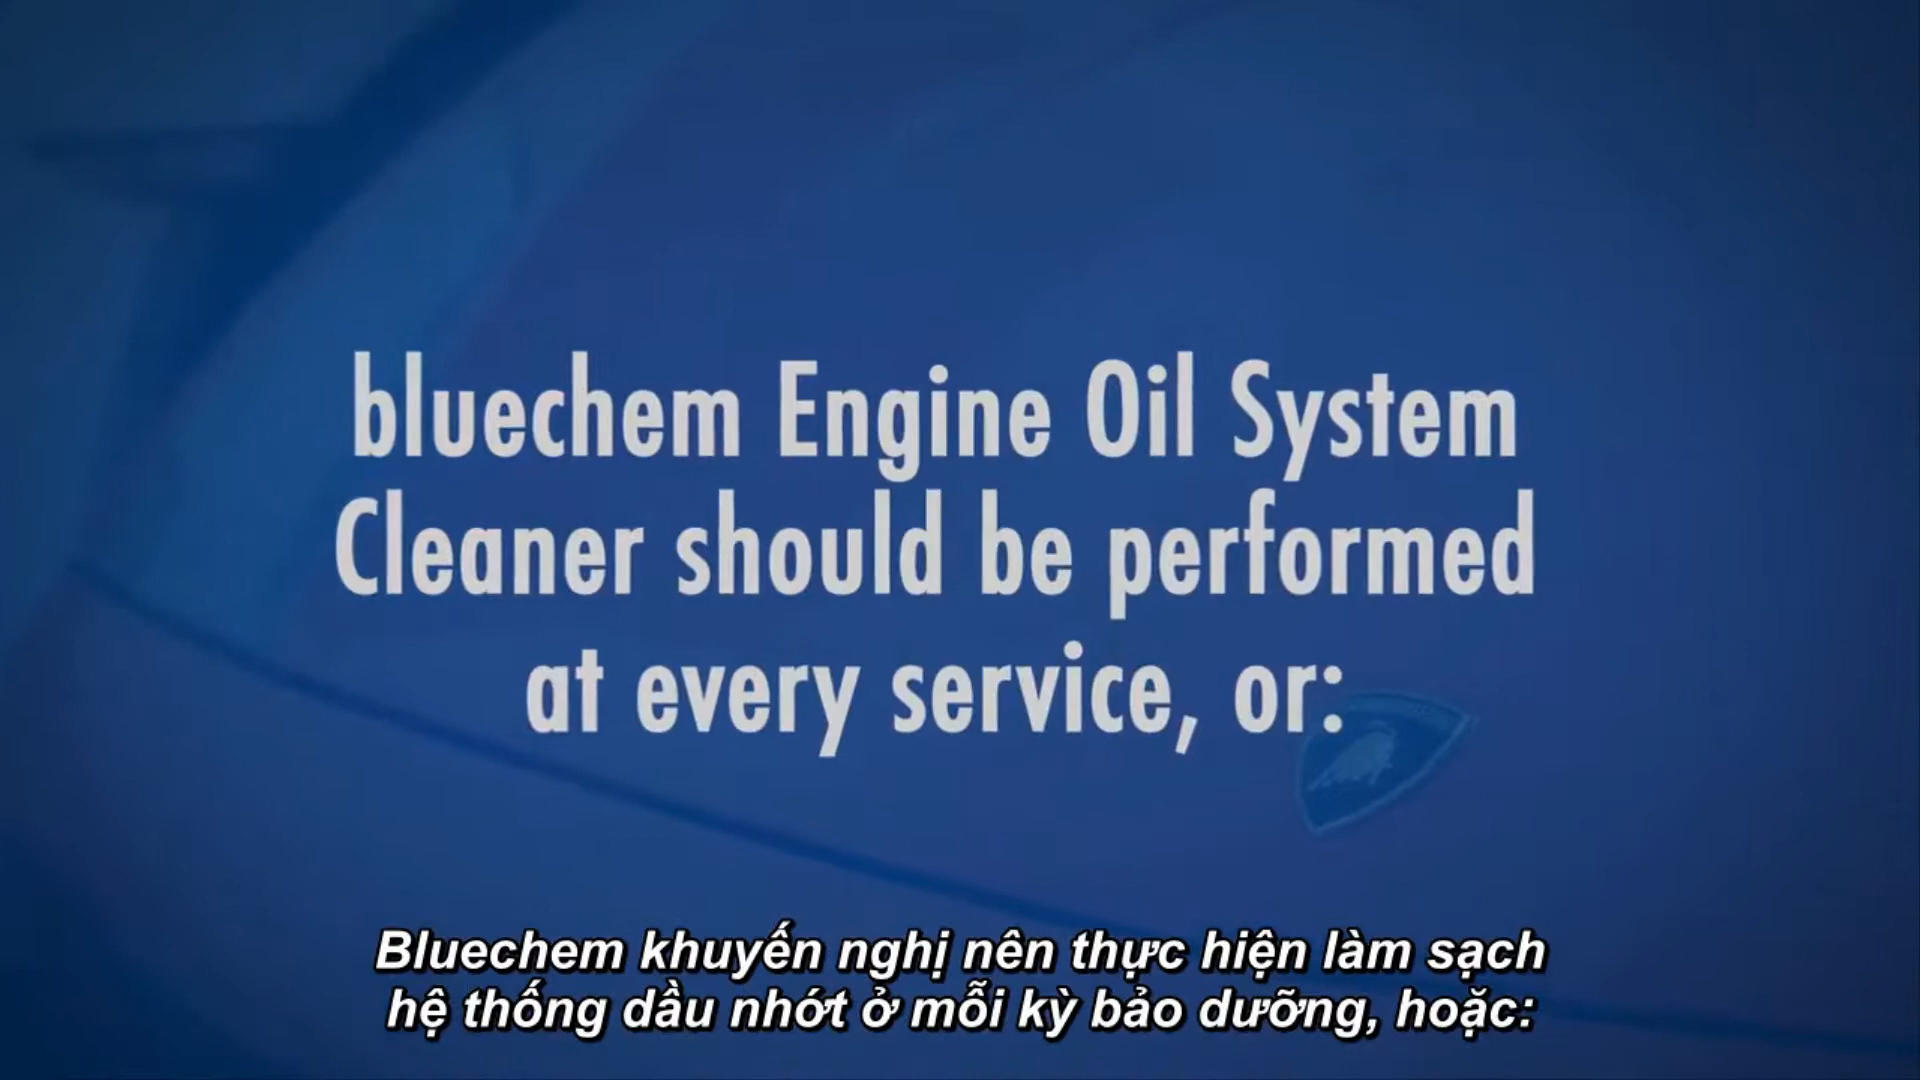 bluechem Engine Oil System
Cleaner should be performed
at every service, or:
Bluechem khuyến nghị nên thực hiện làm sạch
hệ thống dầu nhớt ở mỗi kỳ bảo dưỡng, hoặc: